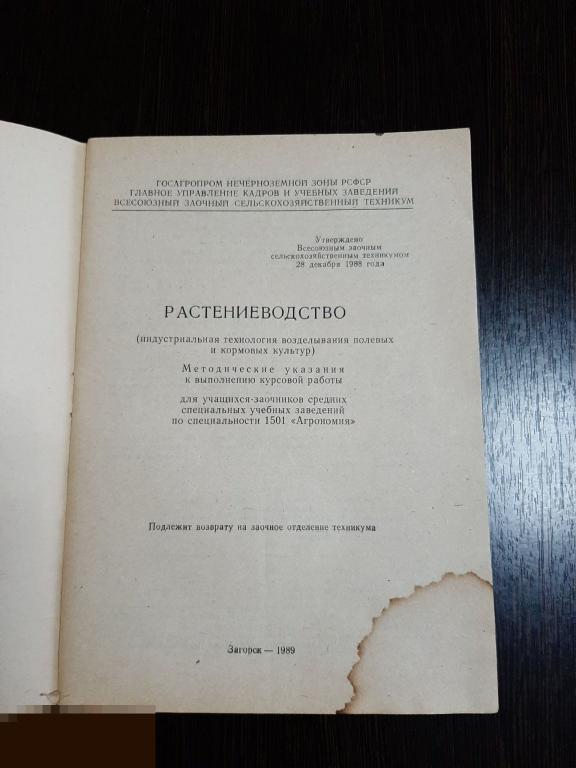 ГОСАГРОПРОМ НЕЧЕРНОЗЕМНОЙ ЗОНЫ РСФСР
ГЛАВНОЕ УПРАВЛЕНИЕ КАДРОВ И УЧЕБНЫХ ЗАВЕДЕНИЙ
ВСЕСОЮЗНЫЙ ЗАОЧНЫЙ СЕЛЬСКОХОЗЯЙСТВЕННЫЙ ТЕХНИКУМ
Утверждено
Всесоюзным заочным
сельскохозяйственным техникумом
28 декабря 1988 года
РАСТЕНИЕВОДСТВО
(индустриальная технология возделывания полевых
и кормовых культур)
Методические указания
к выполнению курсовой работы
для учащихся-заочников средних
специальных учебных заведений
по специальности 1501 «Агрономия»
Подлежит возврату на заочное отделение техникума
Загорск — 1989